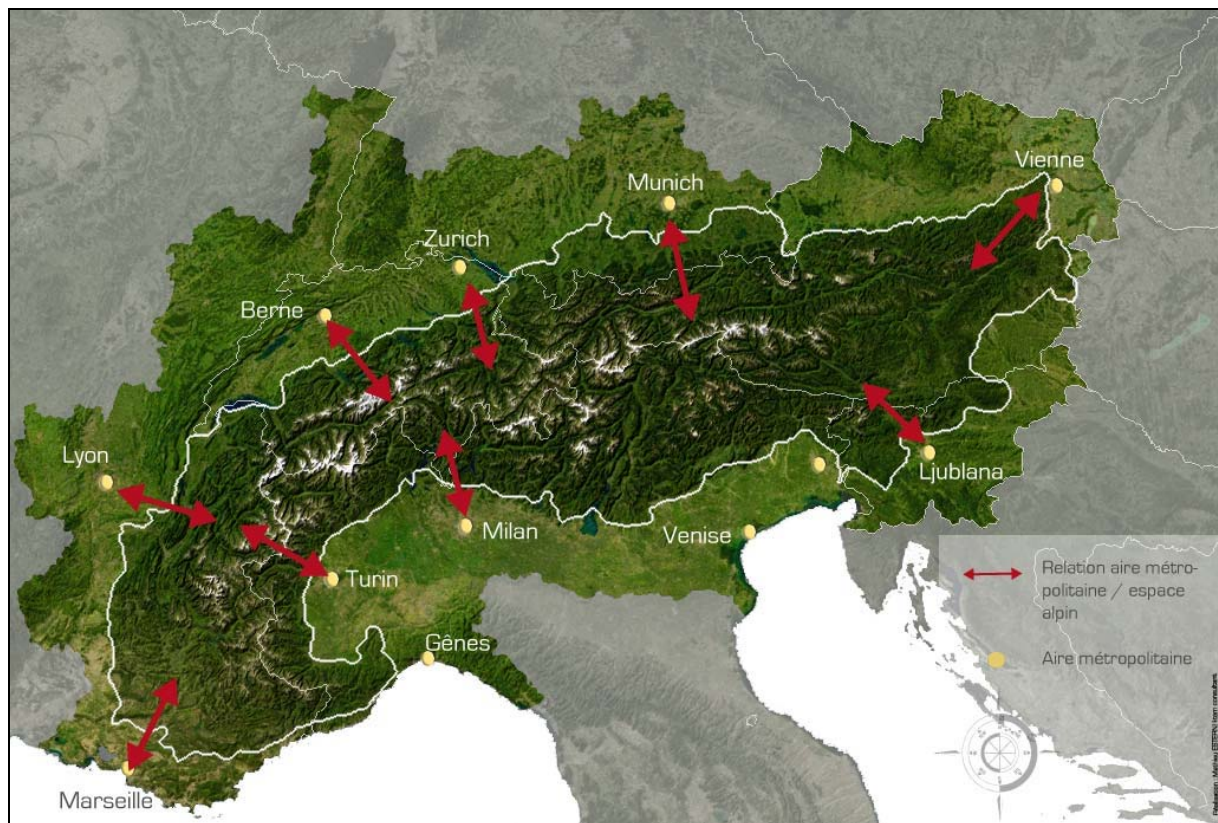 Vienne
Munich
Zurich
Berne
Lyon
Ljublana
Milan
Venise
Turin
Gênes
Marseille
Relation aire métro-
politaine / espace
alpin
Aire métropolitaine